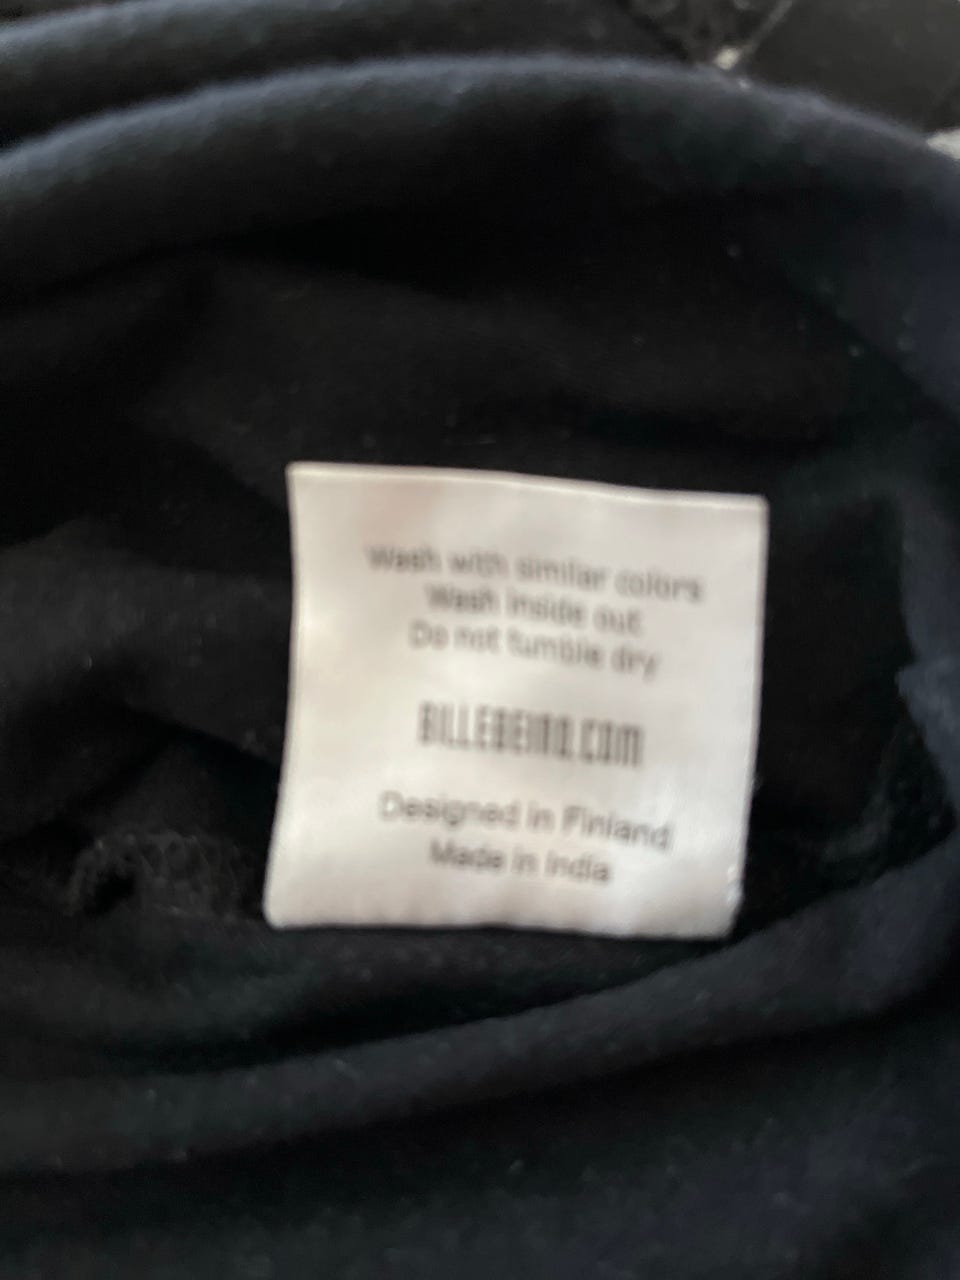 Wash with similar colors
Wash inside out
Do not tumble dry
BILLEBEINO.COM
Designed in Finland
Made in India